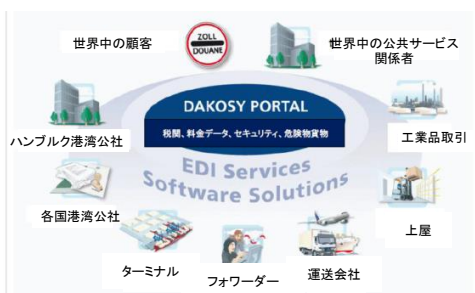 世界中の顧客
ZOLL
DOUANE
世界中の公共サービス
関係者
DAKOSY PORTAL
税関、料金データ、セキュリティ、危険物貨物
ハンブルク港湾公社
工業品取引
EDI Services
Software Solutions
各国港湾公社
上屋
ターミナル
フォワーダー
運送会社